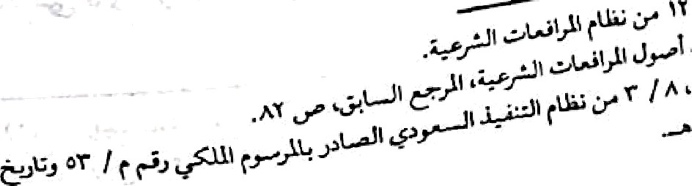 ١٢ من نظام المرافعات الشرعية.
أصول المرافعات الشرعية، المرجع السابق، ص ٨٢.
، ٨ / ٣ من نظام التنفيذ السعودي الصادر بالمرسوم الملكي رقم م / ٥٣ وتاريخ
هـ.